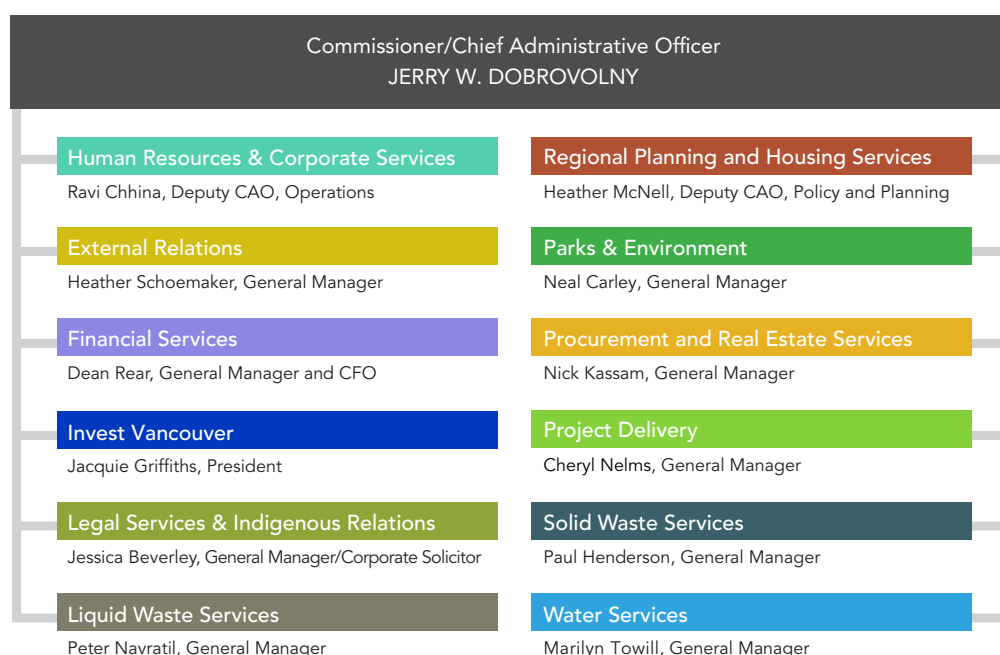 Commissioner/Chief Administrative Officer
JERRY W. DOBROVOLNY
Human Resources & Corporate Services
Ravi Chhina, Deputy CAO, Operations
External Relations
Heather Schoemaker, General Manager
Financial Services
Dean Rear, General Manager and CFO
Invest Vancouver
Jacquie Griffiths, President
Legal Services & Indigenous Relations
Jessica Beverley, General Manager/Corporate Solicitor
Liquid Waste Services
Peter Navratil, General Manager
Regional Planning and Housing Services
Heather McNell, Deputy CAO, Policy and Planning
Parks & Environment
Neal Carley, General Manager
Procurement and Real Estate Services
Nick Kassam, General Manager
Project Delivery
Cheryl Nelms, General Manager
Solid Waste Services
Paul Henderson, General Manager
Water Services
Marilyn Towill, General Manager